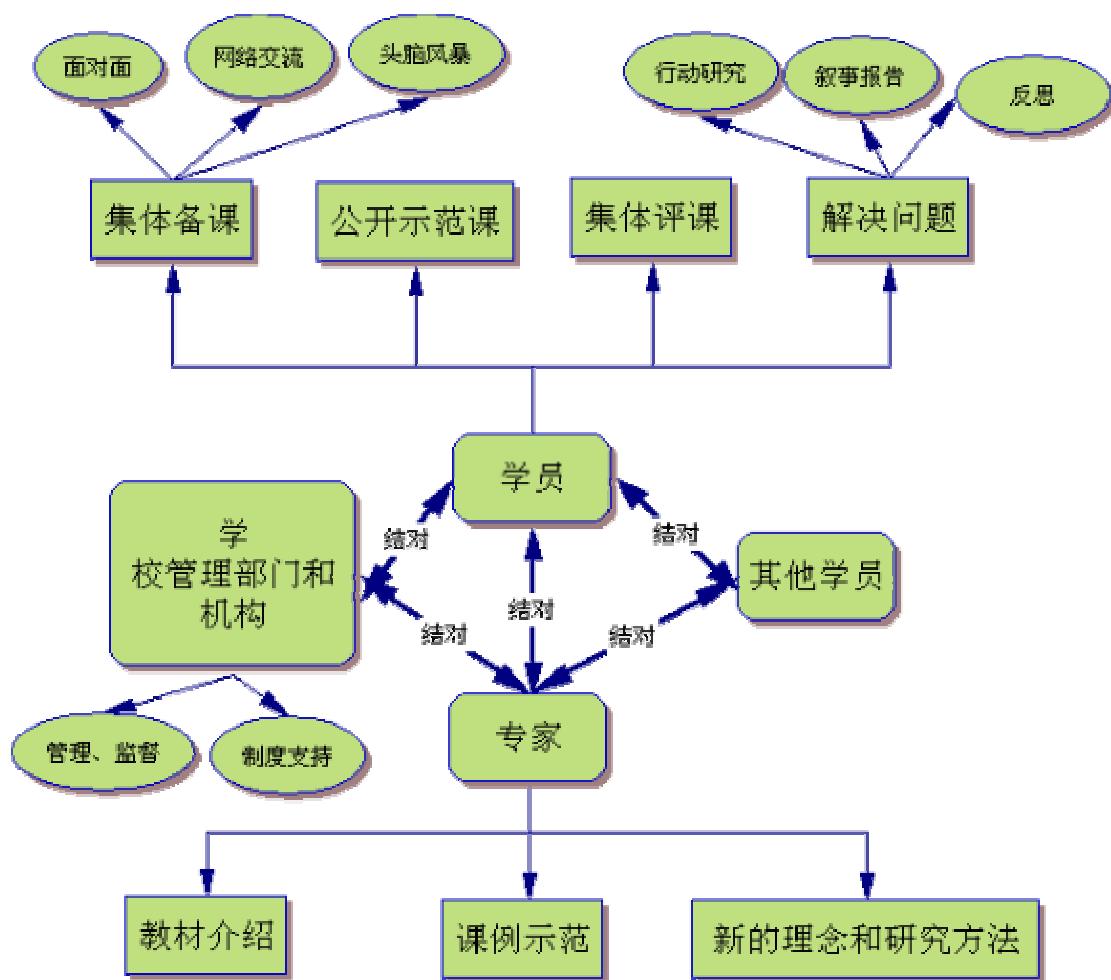 面对面
网络交流
头脑风暴
行动研究
叙事报告
反思
集体备课
公开示范课
集体评课
解决问题
学员
学
校管理部门和
机构
结对
结对
其他学员
结对
结对
结对
专家
管理、监督
制度支持
教材介绍
课例示范
新的理念和研究方法